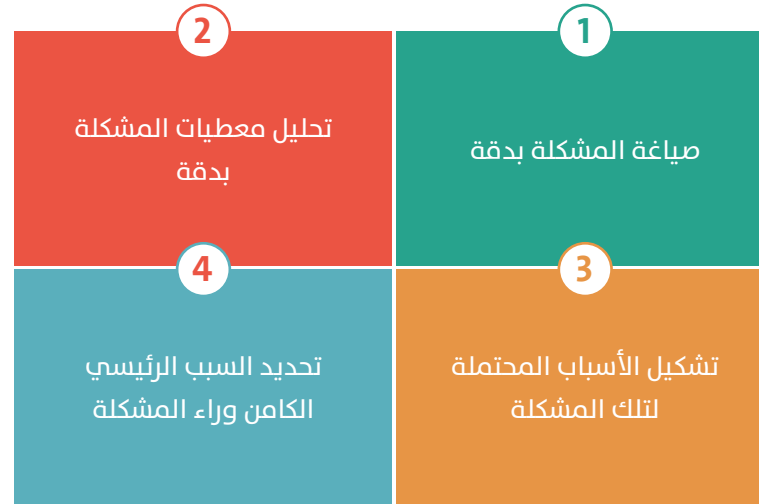 1
صياغة المشكلة بدقة
2
تحليل معطيات المشكلة
بدقة
3
تشكيل الأسباب المحتملة
لتلك المشكلة
4
تحديد السبب الرئيسي
الكامن وراء المشكلة